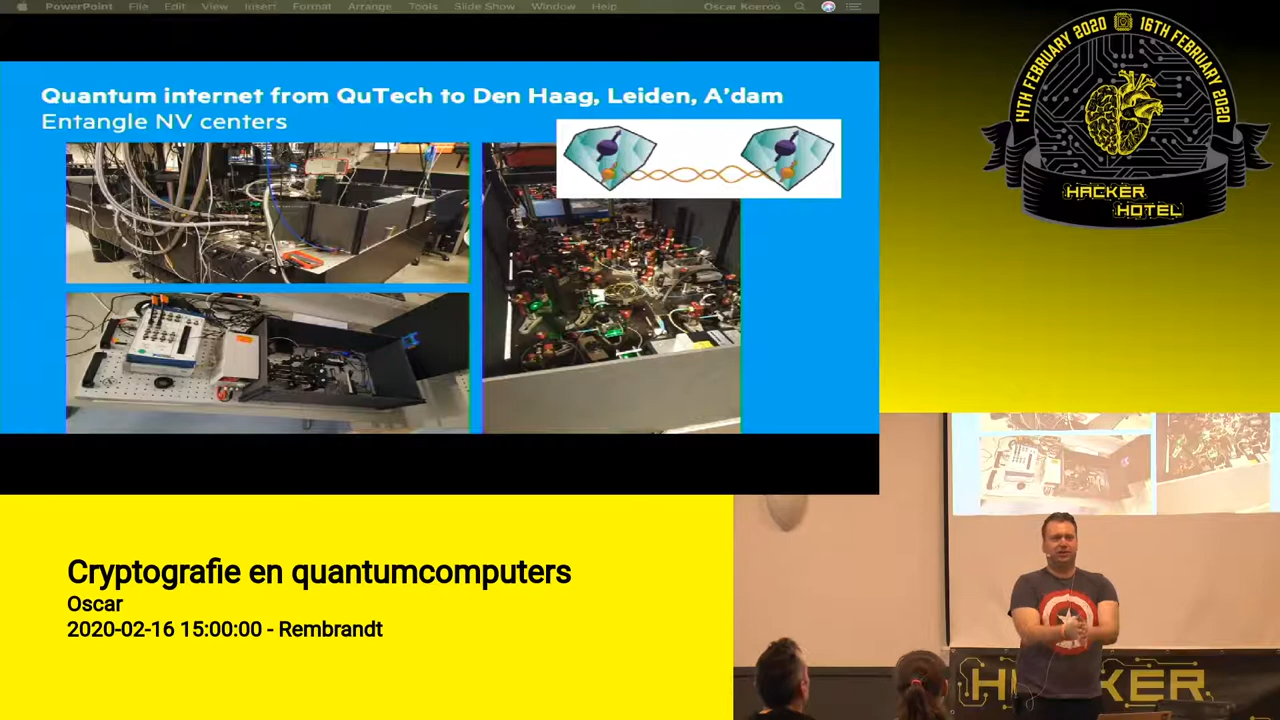 PowerPoint File Edit View Insert Format Arrange Tools Slide Show Window Help
Quantum internet from QuTech to Den Haag, Leiden, A'dam
Entangle NV centers
14TH FEBRUARY 2020 16TH FEBRUARY 2020
HACKER
HOTEL
Cryptografie en quantumcomputers
Oscar
2020-02-16 15:00:00 - Rembrandt